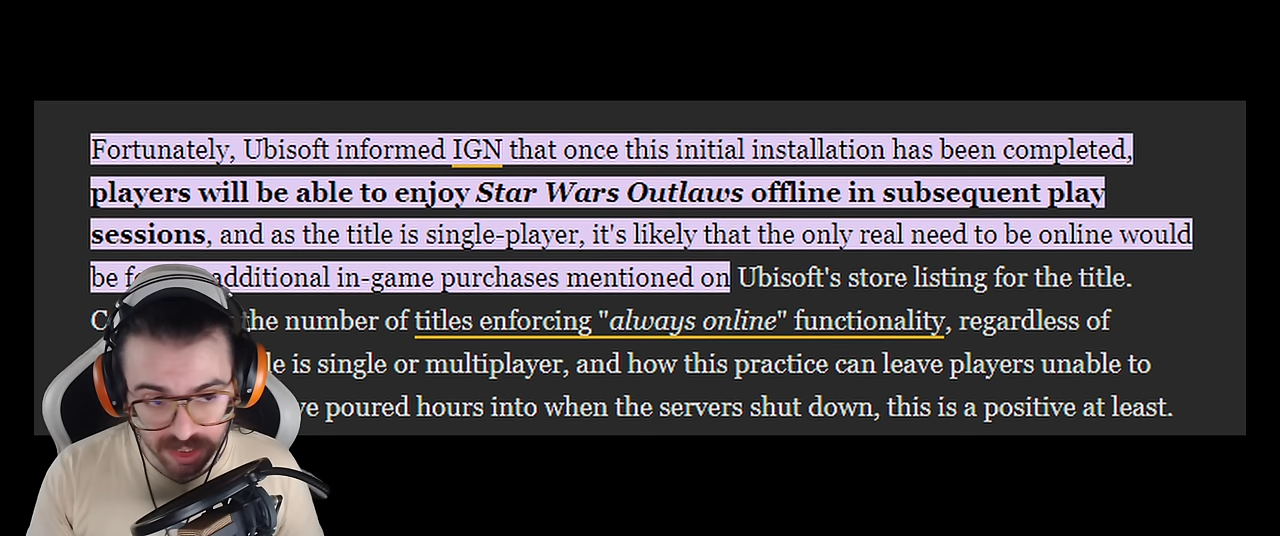 Fortunately, Ubisoft informed IGN that once this initial installation has been completed,
players will be able to enjoy Star Wars Outlaws offline in subsequent play
sessions, and as the title is single-player, it's likely that the only real need to be online would
be additional in-game purchases mentioned on Ubisoft's store listing for the title.
the number of titles enforcing "always online" functionality, regardless of
is single or multiplayer, and how this practice can leave players unable to
poured hours into when the servers shut down, this is a positive at least.